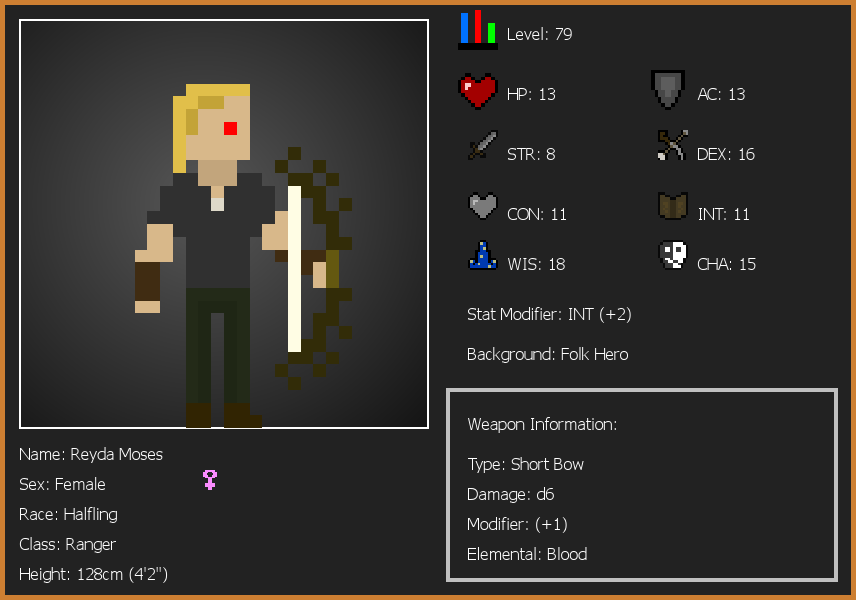 Level: 79
HP: 13
AC: 13
STR: 8
DEX: 16
CON: 11
INT: 11
WIS: 18
CHA: 15
Stat Modifier: INT (+2)
Background: Folk Hero
Weapon Information:
Type: Short Bow
Damage: d6
Modifier: (+1)
Elemental: Blood
Name: Reyda Moses
Sex: Female
Race: Halfling
Class: Ranger
Height: 128cm (4'2")